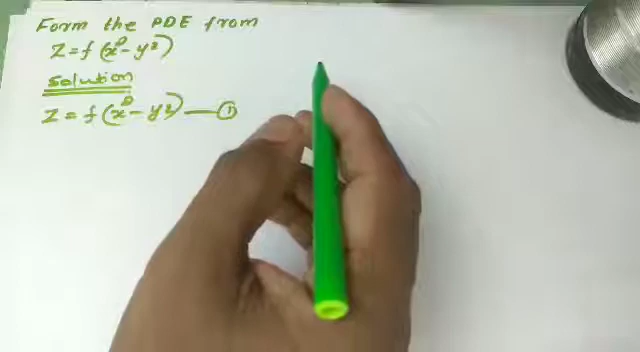 Form the PDE from
Z = f(x² - y²)
Solution
Z = f(x² - y²) — ①